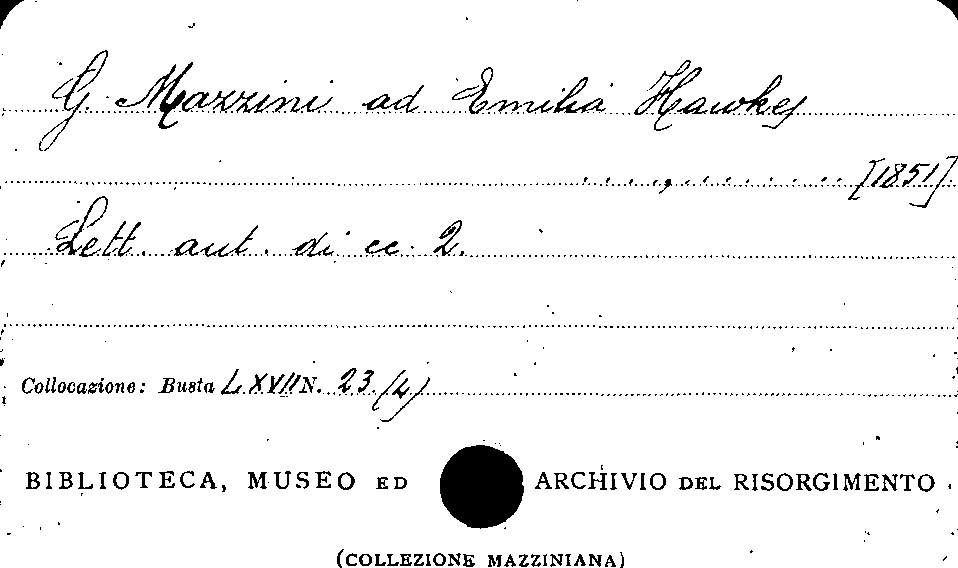 G. Mazzini ad Emilia Hawkes
..., ........ [1851]
Lett. aut. di cc. 2.
Collocazione: Busta LXVII N. 23 (4)
BIBLIOTECA, MUSEO ED ARCHIVIO DEL RISORGIMENTO
(COLLEZIONE MAZZINIANA)